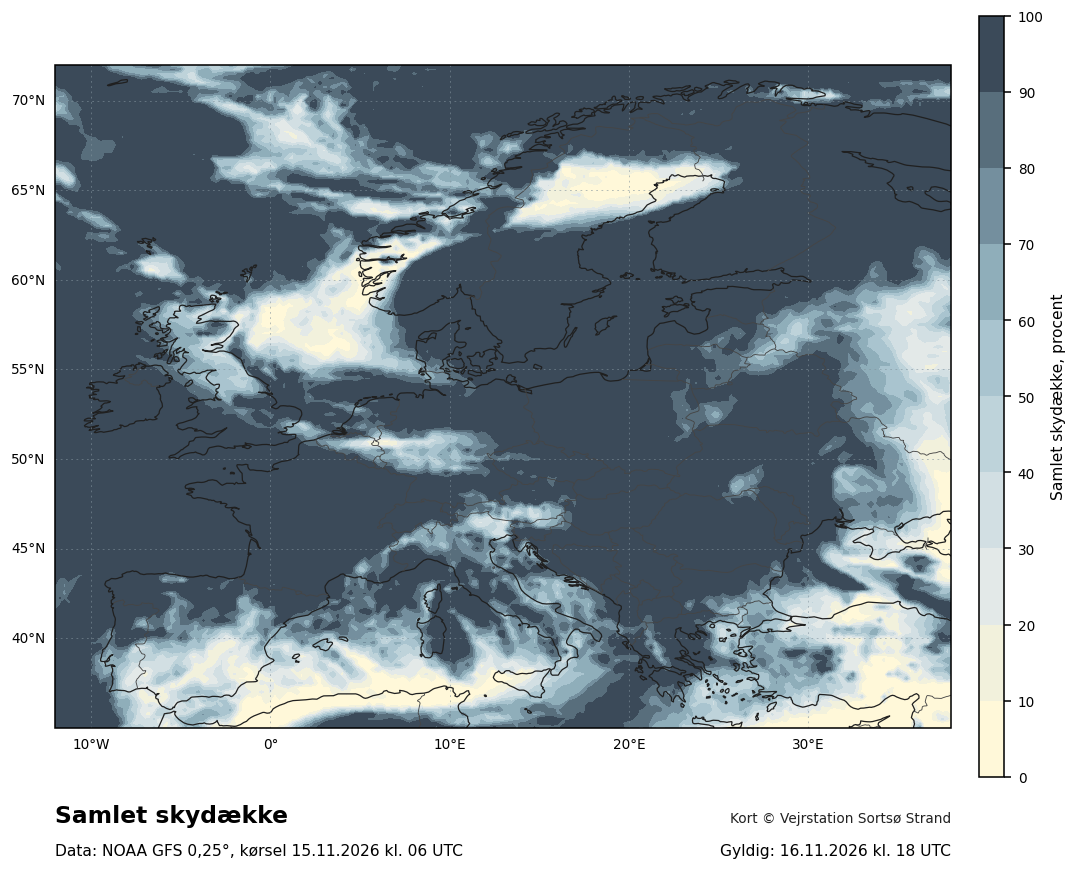 100
90
80
70
60
50
40
30
20
10
0
Samlet skydække, procent
70°N
65°N
60°N
55°N
50°N
45°N
40°N
10°W
0°
10°E
20°E
30°E
Samlet skydække
Kort © Vejrstation Sortsø Strand
Data: NOAA GFS 0,25°, kørsel 15.11.2026 kl. 06 UTC
Gyldig: 16.11.2026 kl. 18 UTC